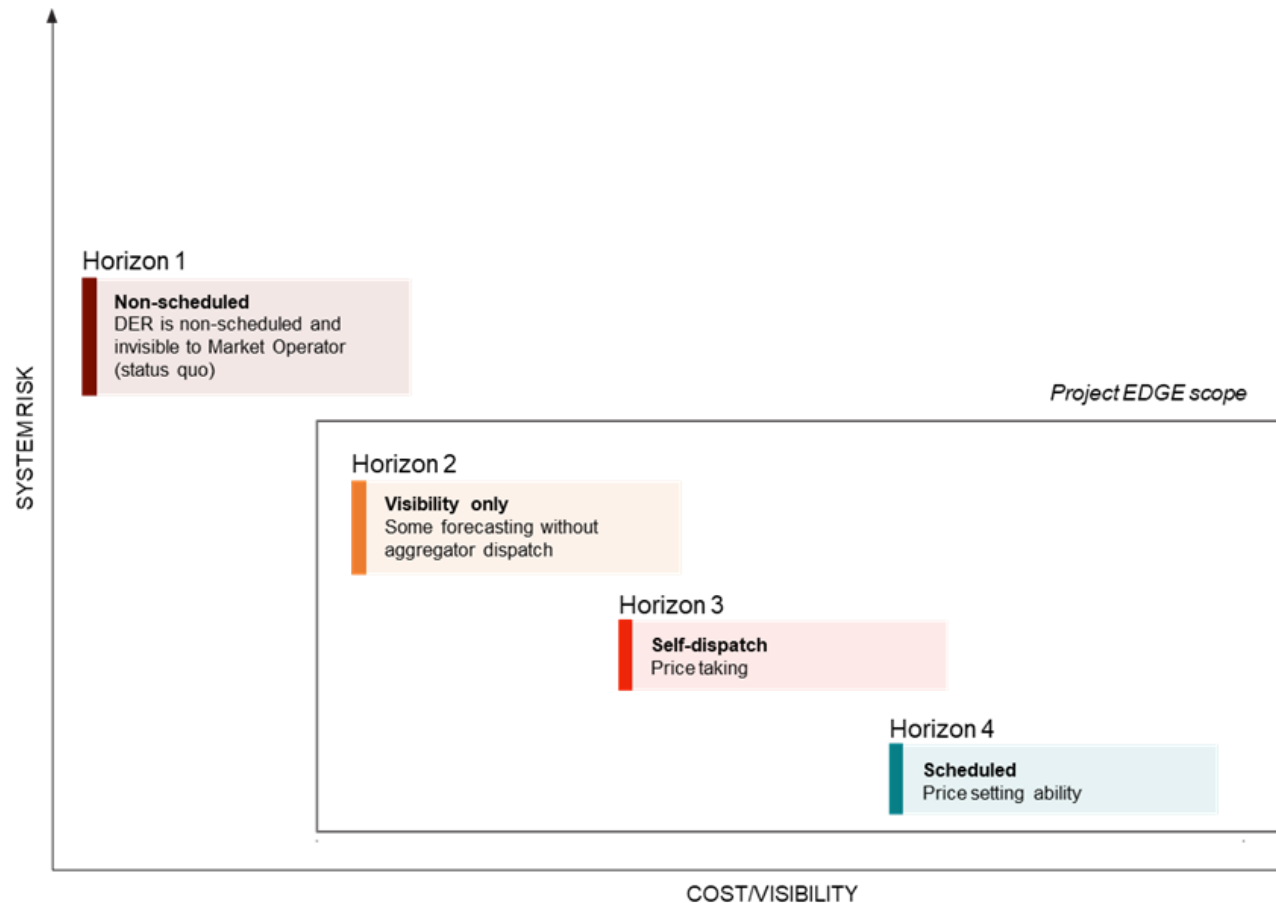 Horizon 1
Non-scheduled
DER is non-scheduled and
invisible to Market Operator
(status quo)
SYSTEM RISK
Project EDGE scope
Horizon 2
Visibility only
Some forecasting without
aggregator dispatch
Horizon 3
Self-dispatch
Price taking
Horizon 4
Scheduled
Price setting ability
COST/VISIBILITY